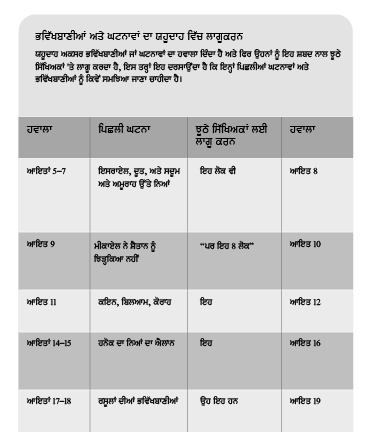 ਭਵਿੱਖਬਾਣੀਆਂ ਅਤੇ ਘਟਨਾਵਾਂ ਦਾ ਯਹੂਦਾਹ ਵਿੱਚ ਲਾਗੂਕਰਨ
ਯਹੂਦਾਹ ਅਕਸਰ ਭਵਿੱਖਬਾਣੀਆਂ ਜਾਂ ਘਟਨਾਵਾਂ ਦਾ ਹਵਾਲਾ ਦਿੰਦਾ ਹੈ ਅਤੇ ਫਿਰ ਉਹਨਾਂ ਨੂੰ ਇਹ ਸ਼ਬਦ ਨਾਲ ਝੂਠੇ
ਸਿੱਖਿਅਕਾਂ 'ਤੇ ਲਾਗੂ ਕਰਦਾ ਹੈ, ਇਸ ਤਰ੍ਹਾਂ ਇਹ ਦਰਸਾਉਂਦਾ ਹੈ ਕਿ ਇਨ੍ਹਾਂ ਪਿਛਲੀਆਂ ਘਟਨਾਵਾਂ ਅਤੇ
ਭਵਿੱਖਬਾਣੀਆਂ ਨੂੰ ਕਿਵੇਂ ਸਮਝਿਆ ਜਾਣਾ ਚਾਹੀਦਾ ਹੈ।
ਹਵਾਲਾ
ਪਿਛਲੀ ਘਟਨਾ
ਝੂਠੇ ਸਿੱਖਿਅਕਾਂ ਲਈ
ਲਾਗੂ ਕਰਨ
ਹਵਾਲਾ
ਆਇਤਾਂ 5–7
ਇਸਰਾਏਲ, ਦੂਤ, ਅਤੇ ਸਦੂਮ
ਅਤੇ ਅਮੂਰਾਹ ਉੱਤੇ ਨਿਆਂ
ਇਹ ਲੋਕ ਵੀ
ਆਇਤ 8
ਆਇਤ 9
ਮੀਕਾਏਲ ਨੇ ਸ਼ੈਤਾਨ ਨੂੰ
ਝਿੜਕਿਆ ਨਹੀਂ
“ਪਰ ਇਹ 8 ਲੋਕ”
ਆਇਤ 10
ਆਇਤ 11
ਕਇਨ, ਬਿਲਆਮ, ਕੋਰਾਹ
ਇਹ
ਆਇਤ 12
ਆਇਤਾਂ 14–15
ਹਨੋਕ ਦਾ ਨਿਆਂ ਦਾ ਐਲਾਨ
ਇਹ
ਆਇਤ 16
ਆਇਤਾਂ 17–18
ਰਸੂਲਾਂ ਦੀਆਂ ਭਵਿੱਖਬਾਣੀਆਂ
ਉਹ ਇਹ ਹਨ
ਆਇਤ 19